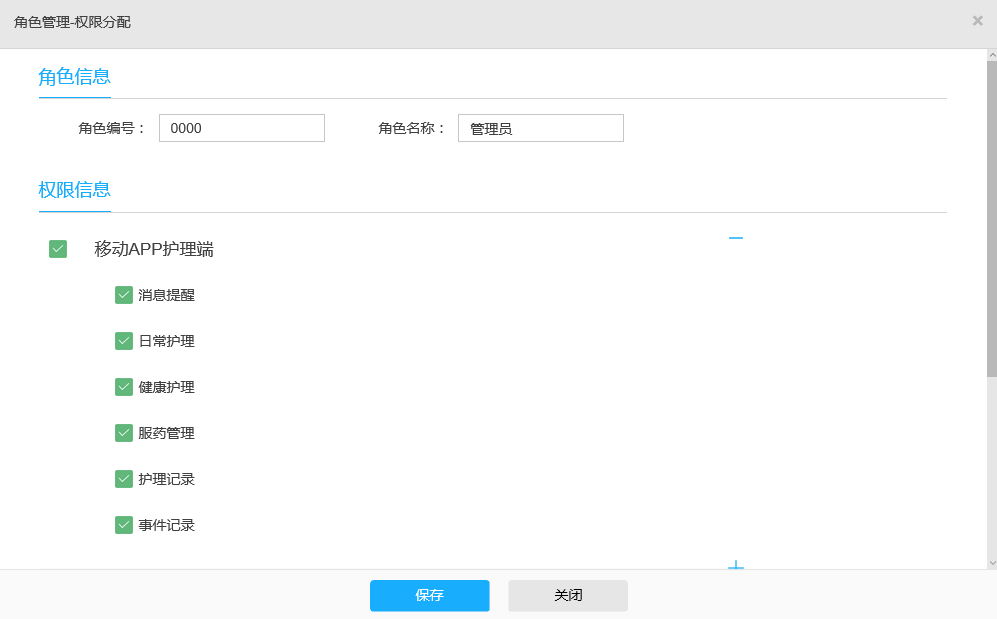 角色管理-权限分配
角色信息
角色编号： 0000 角色名称： 管理员
权限信息
移动APP护理端
消息提醒
日常护理
健康护理
服药管理
护理记录
事件记录
保存 关闭